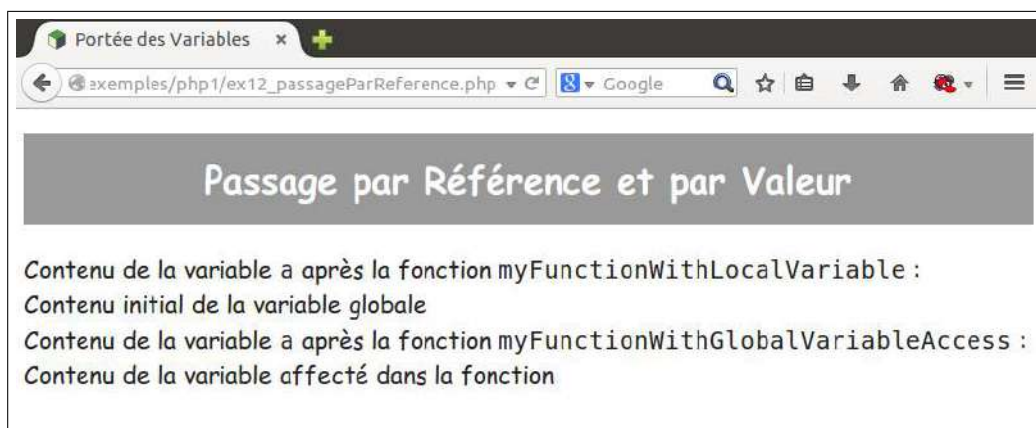 Portée des Variables
exemples/php1/ex12_passageParReference.php
Google
Passage par Référence et par Valeur
Contenu de la variable a après la fonction myFunctionWithLocalVariable :
Contenu initial de la variable globale
Contenu de la variable a après la fonction myFunctionWithGlobalVariableAccess :
Contenu de la variable affecté dans la fonction